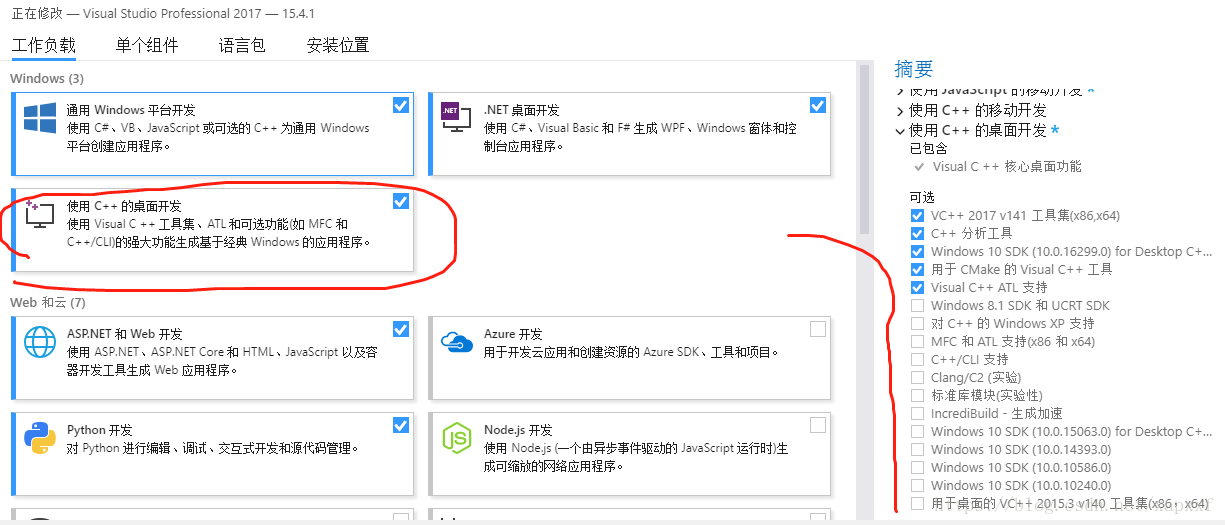 正在修改 — Visual Studio Professional 2017 — 15.4.1
工作负载 单个组件 语言包 安装位置
Windows (3)
通用 Windows 平台开发
使用 C#、VB、JavaScript 或可选的 C++ 为通用 Windows
平台创建应用程序。
.NET
.NET 桌面开发
使用 C#、Visual Basic 和 F# 生成 WPF、Windows 窗体和控
制台应用程序。
使用 C++ 的桌面开发
使用 Visual C ++ 工具集、ATL 和可选功能(如 MFC 和
C++/CLI)的强大功能生成基于经典 Windows 的应用程序。
Web 和云 (7)
ASP.NET 和 Web 开发
使用 ASP.NET、ASP.NET Core 和 HTML、JavaScript 以及容
器开发工具生成 Web 应用程序。
Azure 开发
用于开发云应用和创建资源的 Azure SDK、工具和项目。
Python 开发
对 Python 进行编辑、调试、交互式开发和源代码管理。
Node.js 开发
使用 Node.js (一个由异步事件驱动的 JavaScript 运行时)生
成可缩放的网络应用程序。
摘要
使用 JavaScript 的移动开发 *
使用 C++ 的移动开发
使用 C++ 的桌面开发 *
已包含
Visual C ++ 核心桌面功能
可选
VC++ 2017 v141 工具集(x86,x64)
C++ 分析工具
Windows 10 SDK (10.0.16299.0) for Desktop C+...
用于 CMake 的 Visual C++ 工具
Visual C++ ATL 支持
Windows 8.1 SDK 和 UCRT SDK
对 C++ 的 Windows XP 支持
MFC 和 ATL 支持(x86 和 x64)
C++/CLI 支持
Clang/C2 (实验)
标准库模块(实验性)
IncrediBuild - 生成加速
Windows 10 SDK (10.0.15063.0) for Desktop C+...
Windows 10 SDK (10.0.14393.0)
Windows 10 SDK (10.0.10586.0)
Windows 10 SDK (10.0.10240.0)
用于桌面的 VC++ 2015.3 v140 工具集(x86、x64)